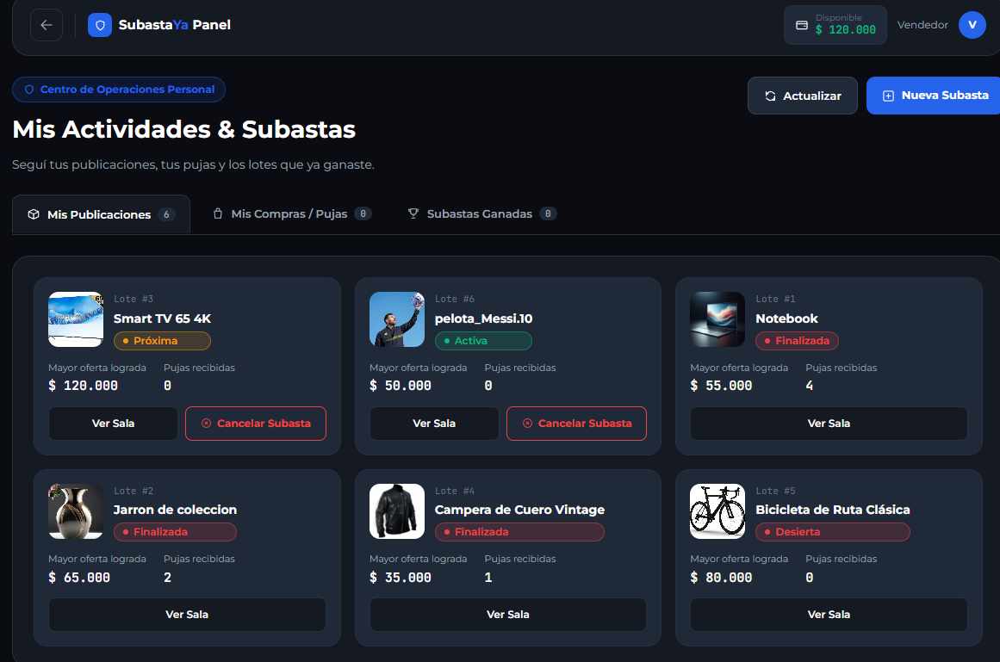 SubastaYa Panel
Disponible
$ 120.000
Vendedor
V
Centro de Operaciones Personal
Actualizar
Nueva Subasta
Mis Actividades & Subastas
Seguí tus publicaciones, tus pujas y los lotes que ya ganaste.
Mis Publicaciones 6
Mis Compras / Pujas 0
Subastas Ganadas 0
Lote #3
Smart TV 65 4K
Próxima
Mayor oferta lograda Pujas recibidas
$ 120.000 0
Ver Sala Cancelar Subasta
Lote #6
pelota_Messi.10
Activa
Mayor oferta lograda Pujas recibidas
$ 50.000 0
Ver Sala Cancelar Subasta
Lote #1
Notebook
Finalizada
Mayor oferta lograda Pujas recibidas
$ 55.000 4
Ver Sala
Lote #2
Jarron de coleccion
Finalizada
Mayor oferta lograda Pujas recibidas
$ 65.000 2
Ver Sala
Lote #4
Campera de Cuero Vintage
Finalizada
Mayor oferta lograda Pujas recibidas
$ 35.000 1
Ver Sala
Lote #5
Bicicleta de Ruta Clásica
Desierta
Mayor oferta lograda Pujas recibidas
$ 80.000 0
Ver Sala